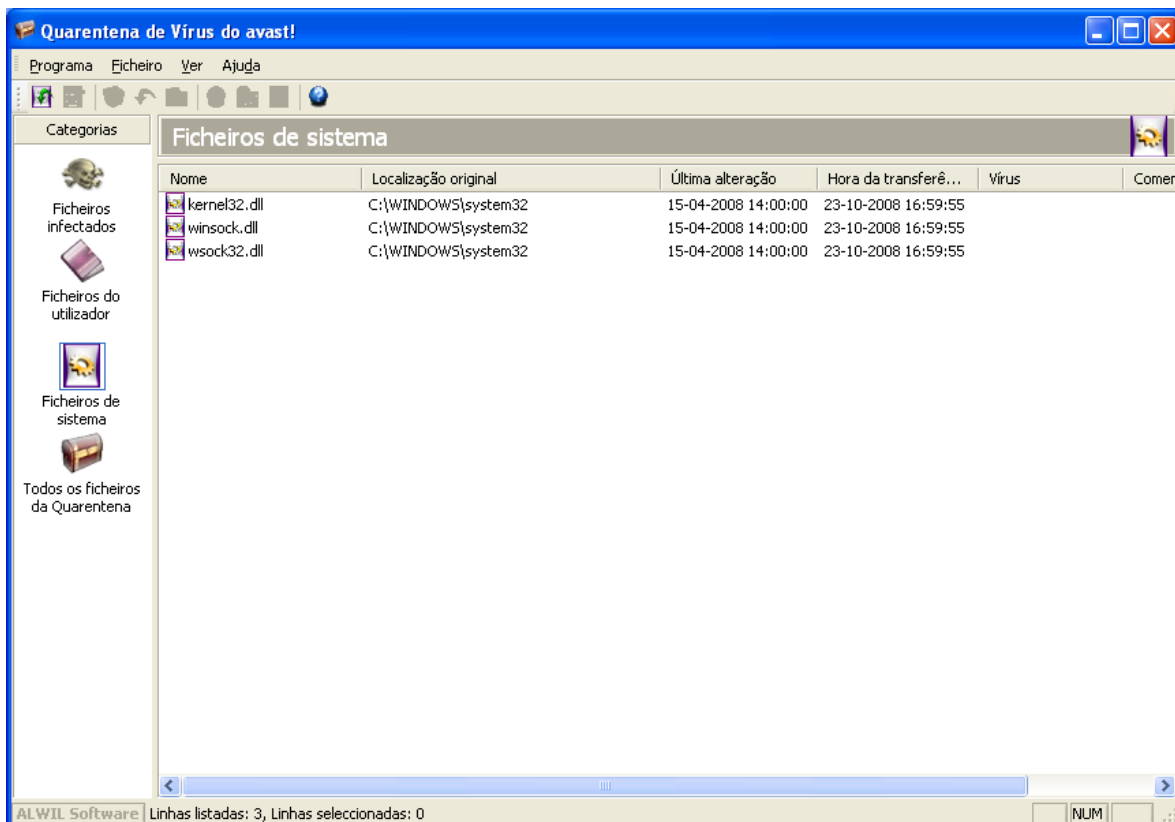 Quarentena de Vírus do avast!
Programa Ficheiro Ver Ajuda
Categorias
Ficheiros infectados
Ficheiros do utilizador
Ficheiros de sistema
Todos os ficheiros da Quarentena
Ficheiros de sistema
Nome Localização original Última alteração Hora da transferê... Vírus Comen
kernel32.dll C:\WINDOWS\system32 15-04-2008 14:00:00 23-10-2008 16:59:55
winsock.dll C:\WINDOWS\system32 15-04-2008 14:00:00 23-10-2008 16:59:55
wsock32.dll C:\WINDOWS\system32 15-04-2008 14:00:00 23-10-2008 16:59:55
ALWIL Software Linhas listadas: 3, Linhas seleccionadas: 0 NUM